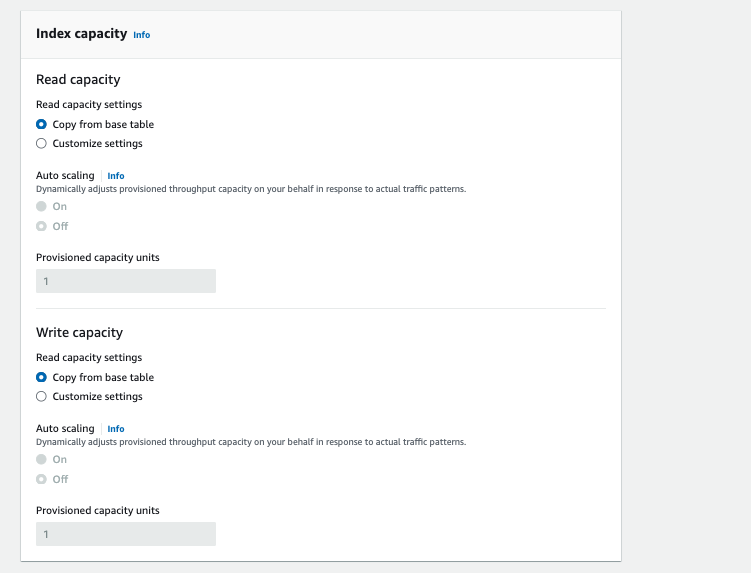 Index capacity Info
Read capacity
Read capacity settings
Copy from base table
Customize settings
Auto scaling Info
Dynamically adjusts provisioned throughput capacity on your behalf in response to actual traffic patterns.
On
Off
Provisioned capacity units
1
Write capacity
Read capacity settings
Copy from base table
Customize settings
Auto scaling Info
Dynamically adjusts provisioned throughput capacity on your behalf in response to actual traffic patterns.
On
Off
Provisioned capacity units
1